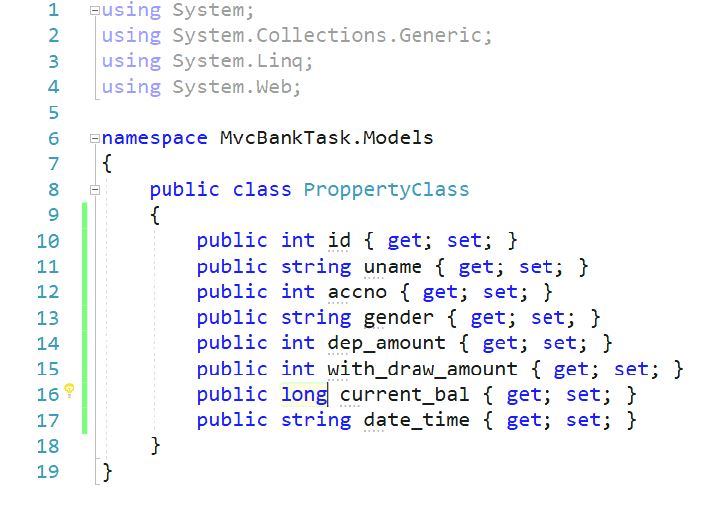 1 using System;
2 using System.Collections.Generic;
3 using System.Linq;
4 using System.Web;
5
6 namespace MvcBankTask.Models
7 {
8 public class ProppertyClass
9 {
10 public int id { get; set; }
11 public string uname { get; set; }
12 public int accno { get; set; }
13 public string gender { get; set; }
14 public int dep_amount { get; set; }
15 public int with_draw_amount { get; set; }
16 public long current_bal { get; set; }
17 public string date_time { get; set; }
18 }
19 }